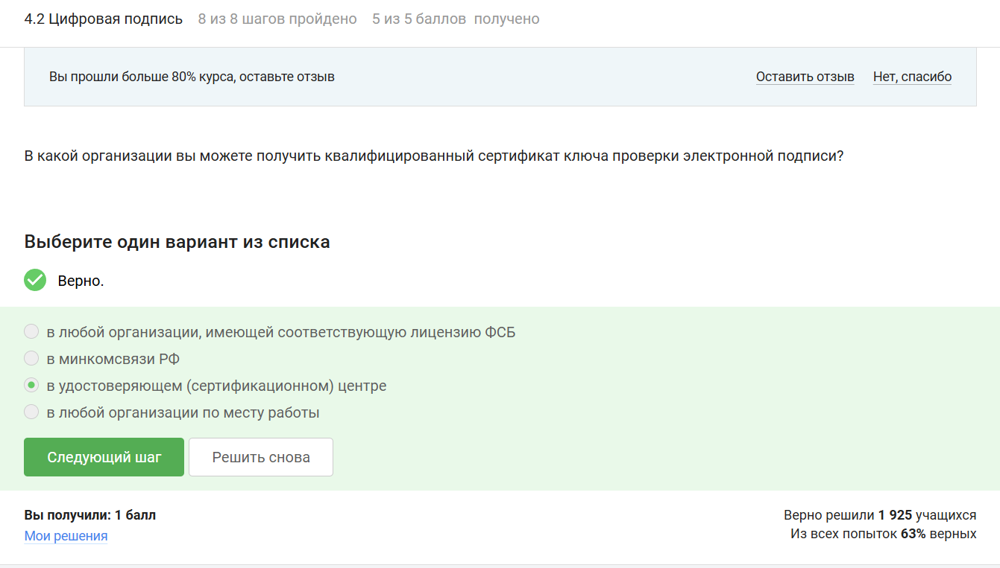 4.2 Цифровая подпись 8 из 8 шагов пройдено 5 из 5 баллов получено
Вы прошли больше 80% курса, оставьте отзыв Оставить отзыв Нет, спасибо
В какой организации вы можете получить квалифицированный сертификат ключа проверки электронной подписи?
Выберите один вариант из списка
Верно.
в любой организации, имеющей соответствующую лицензию ФСБ
в минкомсвязи РФ
в удостоверяющем (сертификационном) центре
в любой организации по месту работы
Следующий шаг Решить снова
Вы получили: 1 балл Верно решили 1 925 учащихся
Мои решения Из всех попыток 63% верных